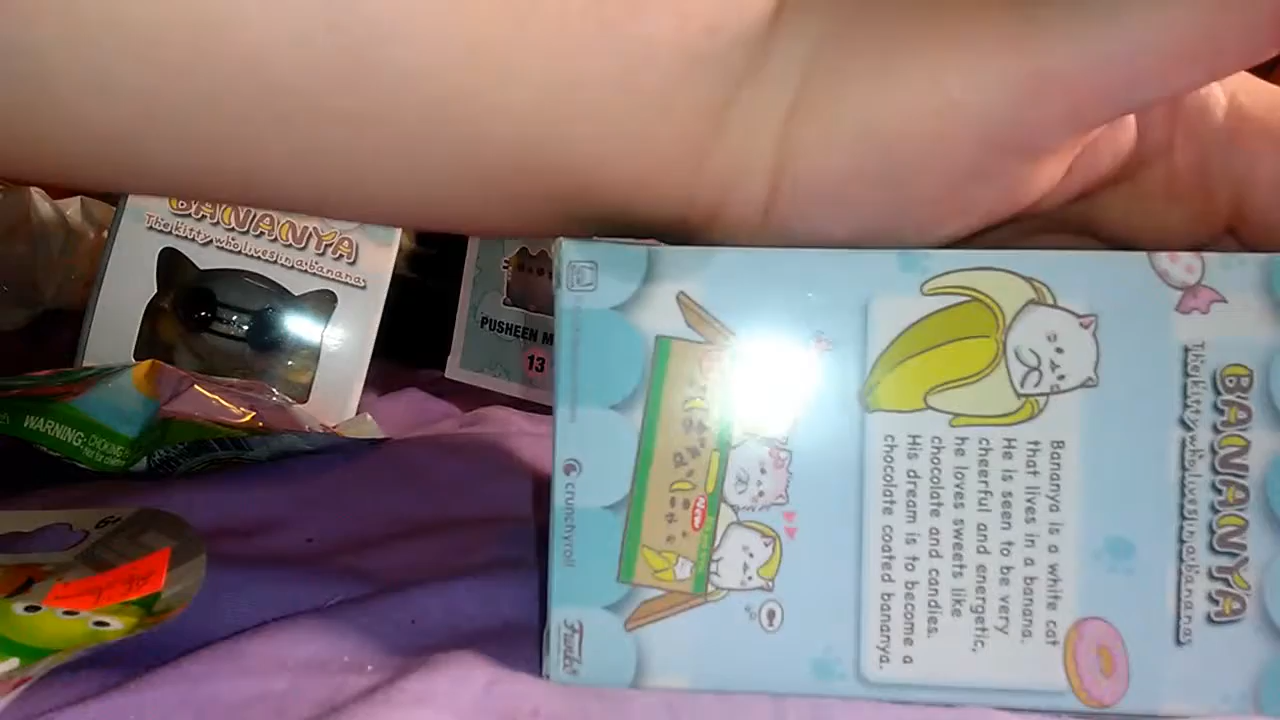 BANANYA
The kitty who lives in a banana.
PUSHEEN
13
WARNING:
6+
BANANYA
The kitty who lives in a banana.
Bananya is a white cat
that lives in a banana.
He is seen to be very
cheerful and energetic,
he loves sweets like
chocolate and candies.
His dream is to become a
chocolate coated bananya.
NEW
crunchyroll
Funko